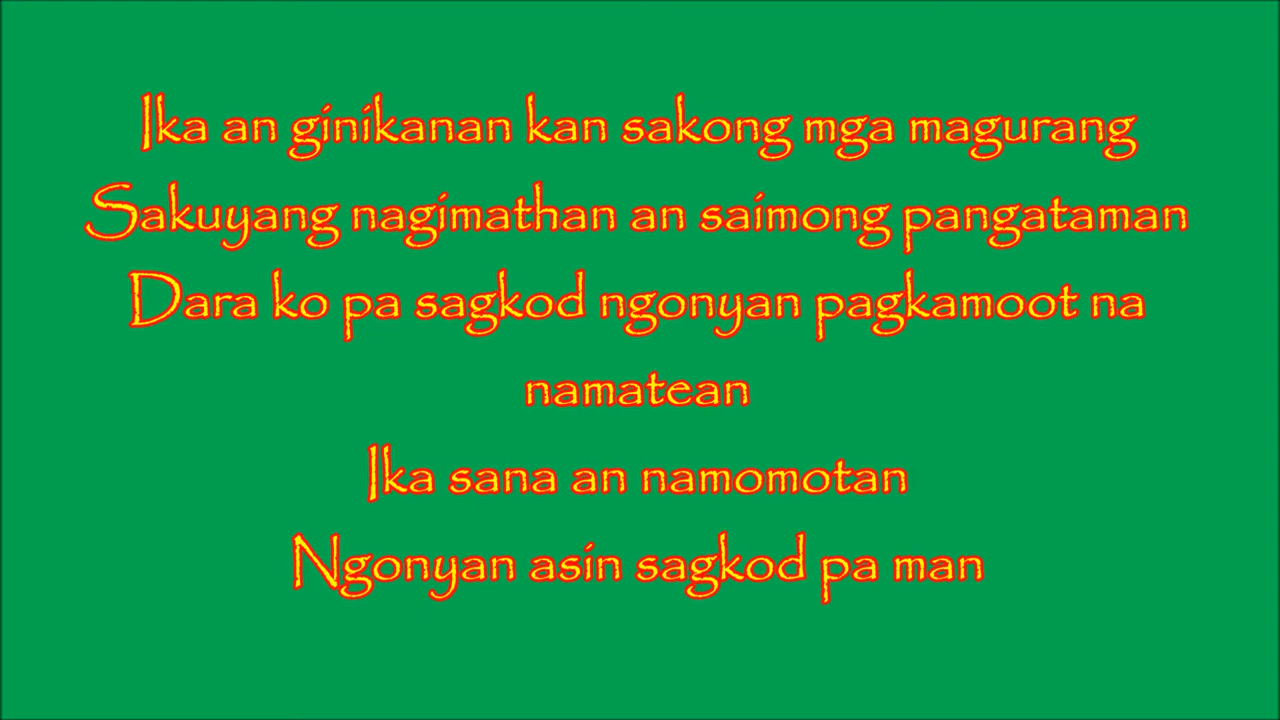 Ika an ginikanan kan sakong mga magurang
Sakuyang nagimathan an saimong pangataman
Dara ko pa sagkod ngonyan pagkamoot na
namatean
Ika sana an namomotan
Ngonyan asin sagkod pa man